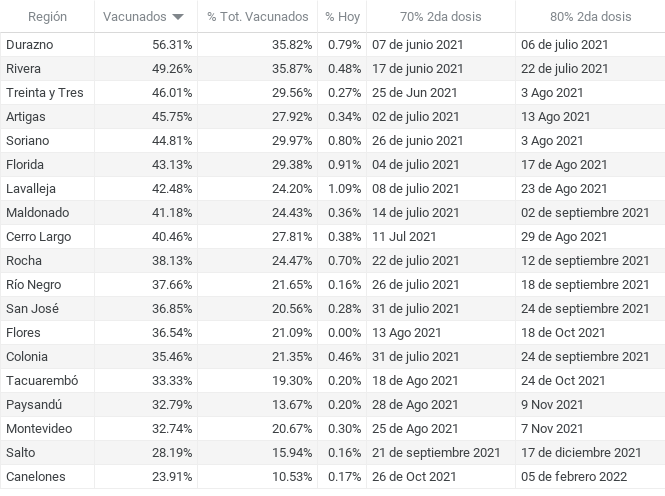 Región Vacunados % Tot. Vacunados % Hoy 70% 2da dosis 80% 2da dosis
Durazno 56.31% 35.82% 0.79% 07 de junio 2021 06 de julio 2021
Rivera 49.26% 35.87% 0.48% 17 de junio 2021 22 de julio 2021
Treinta y Tres 46.01% 29.56% 0.27% 25 de Jun 2021 3 Ago 2021
Artigas 45.75% 27.92% 0.34% 02 de julio 2021 13 Ago 2021
Soriano 44.81% 29.97% 0.80% 26 de junio 2021 3 Ago 2021
Florida 43.13% 29.38% 0.91% 04 de julio 2021 17 de Ago 2021
Lavalleja 42.48% 24.20% 1.09% 08 de julio 2021 23 de Ago 2021
Maldonado 41.18% 24.43% 0.36% 14 de julio 2021 02 de septiembre 2021
Cerro Largo 40.46% 27.81% 0.38% 11 Jul 2021 29 de Ago 2021
Rocha 38.13% 24.47% 0.70% 22 de julio 2021 12 de septiembre 2021
Río Negro 37.66% 21.65% 0.16% 26 de julio 2021 18 de septiembre 2021
San José 36.85% 20.56% 0.28% 31 de julio 2021 24 de septiembre 2021
Flores 36.54% 21.09% 0.00% 13 Ago 2021 18 de Oct 2021
Colonia 35.46% 21.35% 0.46% 31 de julio 2021 24 de septiembre 2021
Tacuarembó 33.33% 19.30% 0.20% 18 de Ago 2021 24 de Oct 2021
Paysandú 32.79% 13.67% 0.20% 28 de Ago 2021 9 Nov 2021
Montevideo 32.74% 20.67% 0.30% 25 de Ago 2021 7 Nov 2021
Salto 28.19% 15.94% 0.16% 21 de septiembre 2021 17 de diciembre 2021
Canelones 23.91% 10.53% 0.17% 26 de Oct 2021 05 de febrero 2022